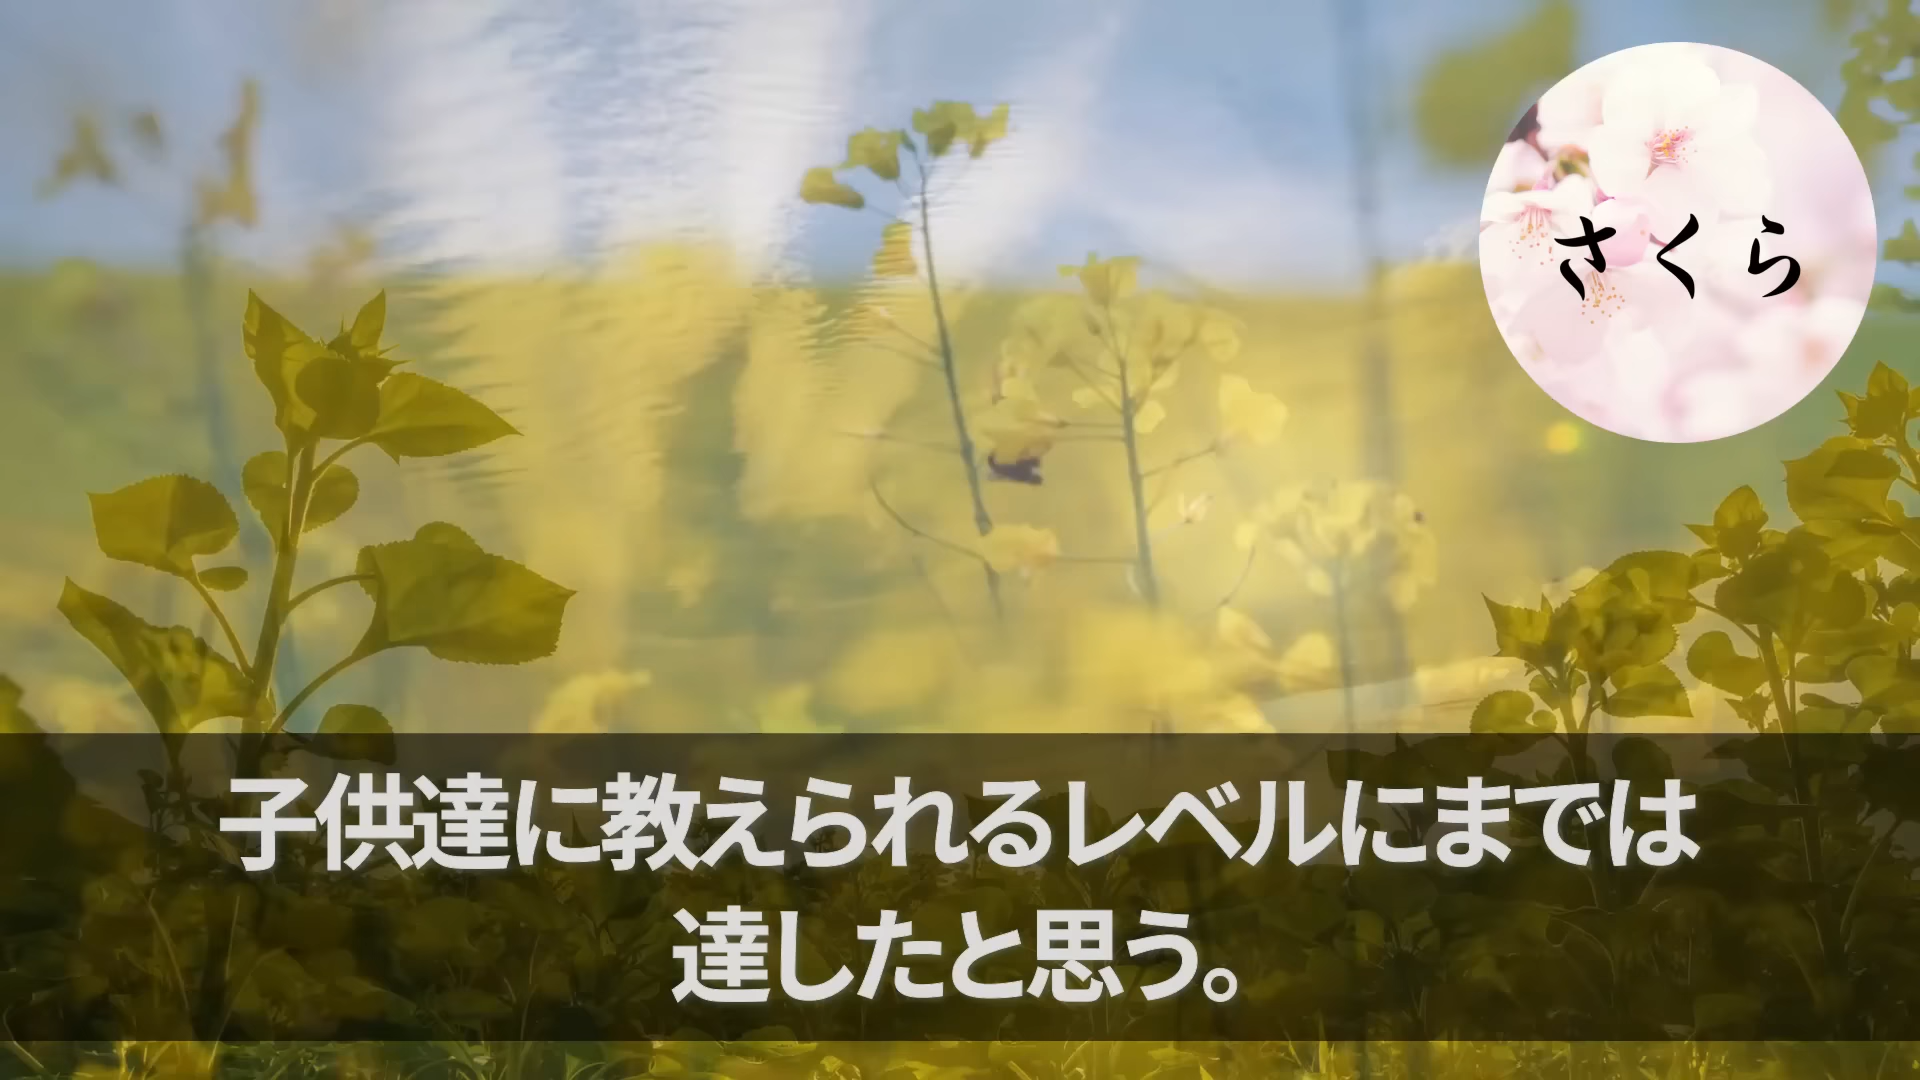 さくら
子供達に教えられるレベルにまでは
達したと思う。